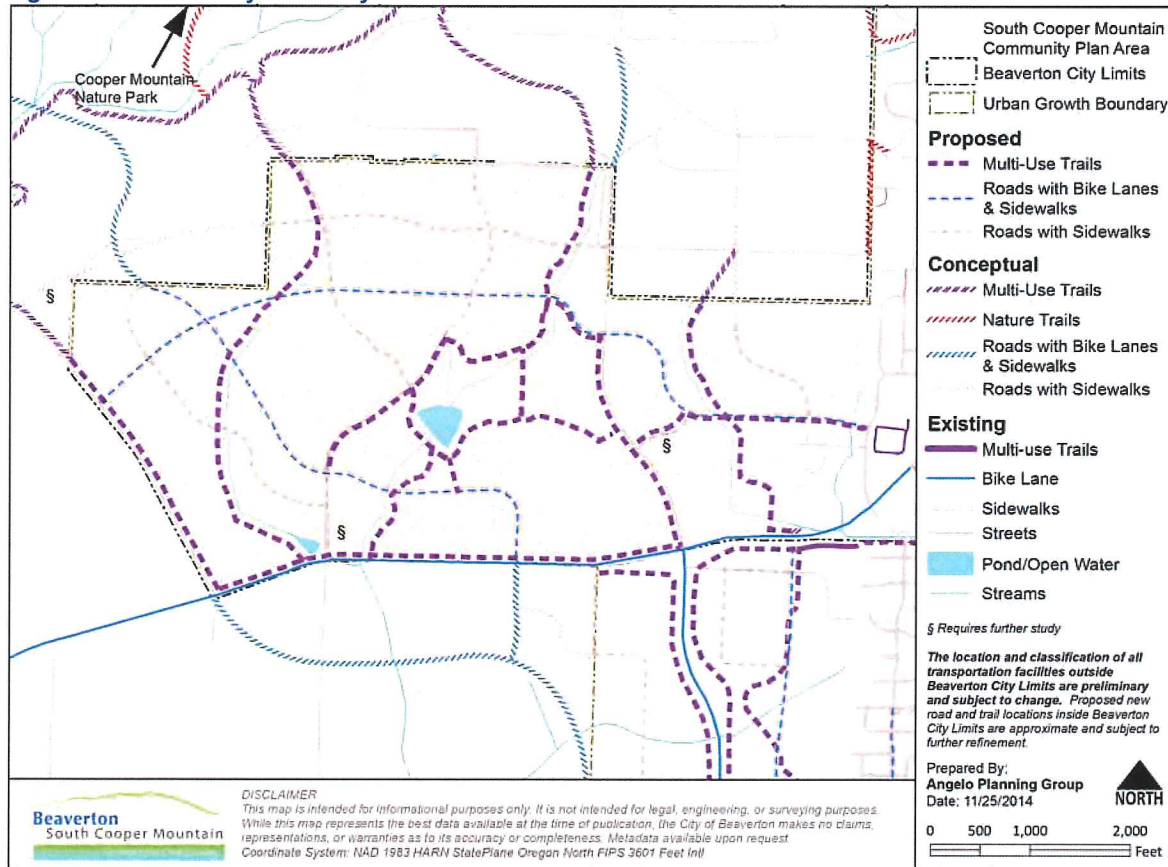 Cooper Mountain
Nature Park
§
§
§
South Cooper Mountain
Community Plan Area
Beaverton City Limits
Urban Growth Boundary
Proposed
Multi-Use Trails
Roads with Bike Lanes
& Sidewalks
Roads with Sidewalks
Conceptual
Multi-Use Trails
Nature Trails
Roads with Bike Lanes
& Sidewalks
Roads with Sidewalks
Existing
Multi-use Trails
Bike Lane
Sidewalks
Streets
Pond/Open Water
Streams
§ Requires further study
The location and classification of all
transportation facilities outside
Beaverton City Limits are preliminary
and subject to change. Proposed new
road and trail locations inside Beaverton
City Limits are approximate and subject to
further refinement.
Prepared By:
Angelo Planning Group
Date: 11/25/2014
NORTH
0 500 1,000 2,000
Feet
Beaverton
South Cooper Mountain
DISCLAIMER
This map is intended for informational purposes only. It is not intended for legal, engineering, or surveying purposes.
While this map represents the best data available at the time of publication, the City of Beaverton makes no claims,
representations, or warranties as to its accuracy or completeness. Metadata available upon request.
Coordinate System: NAD 1983 HARN StatePlane Oregon North FIPS 3601 Feet Intl